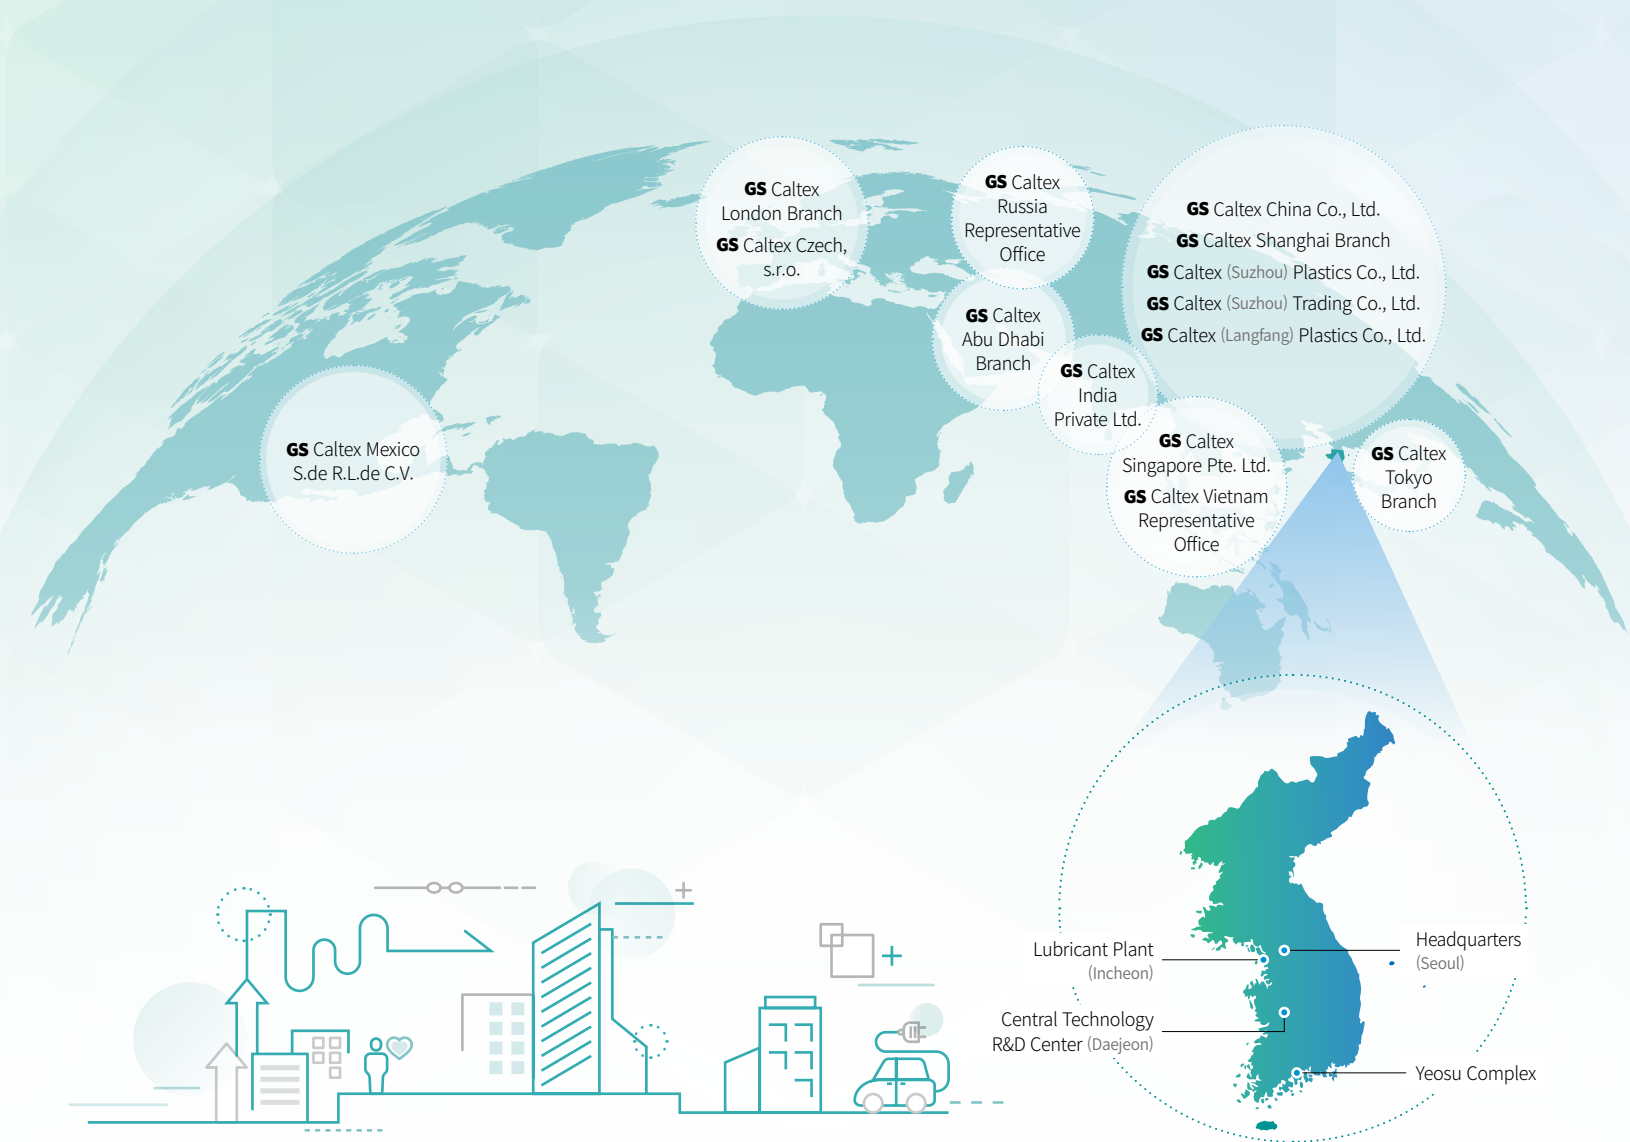 GS Caltex
London Branch
GS Caltex Czech,
s.r.o.
GS Caltex
Russia
Representative
Office
GS Caltex China Co., Ltd.
GS Caltex Shanghai Branch
GS Caltex (Suzhou) Plastics Co., Ltd.
GS Caltex (Suzhou) Trading Co., Ltd.
GS Caltex (Langfang) Plastics Co., Ltd.
GS Caltex
Abu Dhabi
Branch
GS Caltex
India
Private Ltd.
GS Caltex Mexico
S.de R.L.de C.V.
GS Caltex
Singapore Pte. Ltd.
GS Caltex Vietnam
Representative
Office
GS Caltex
Tokyo
Branch
Lubricant Plant
(Incheon)
Headquarters
(Seoul)
Central Technology
R&D Center (Daejeon)
Yeosu Complex